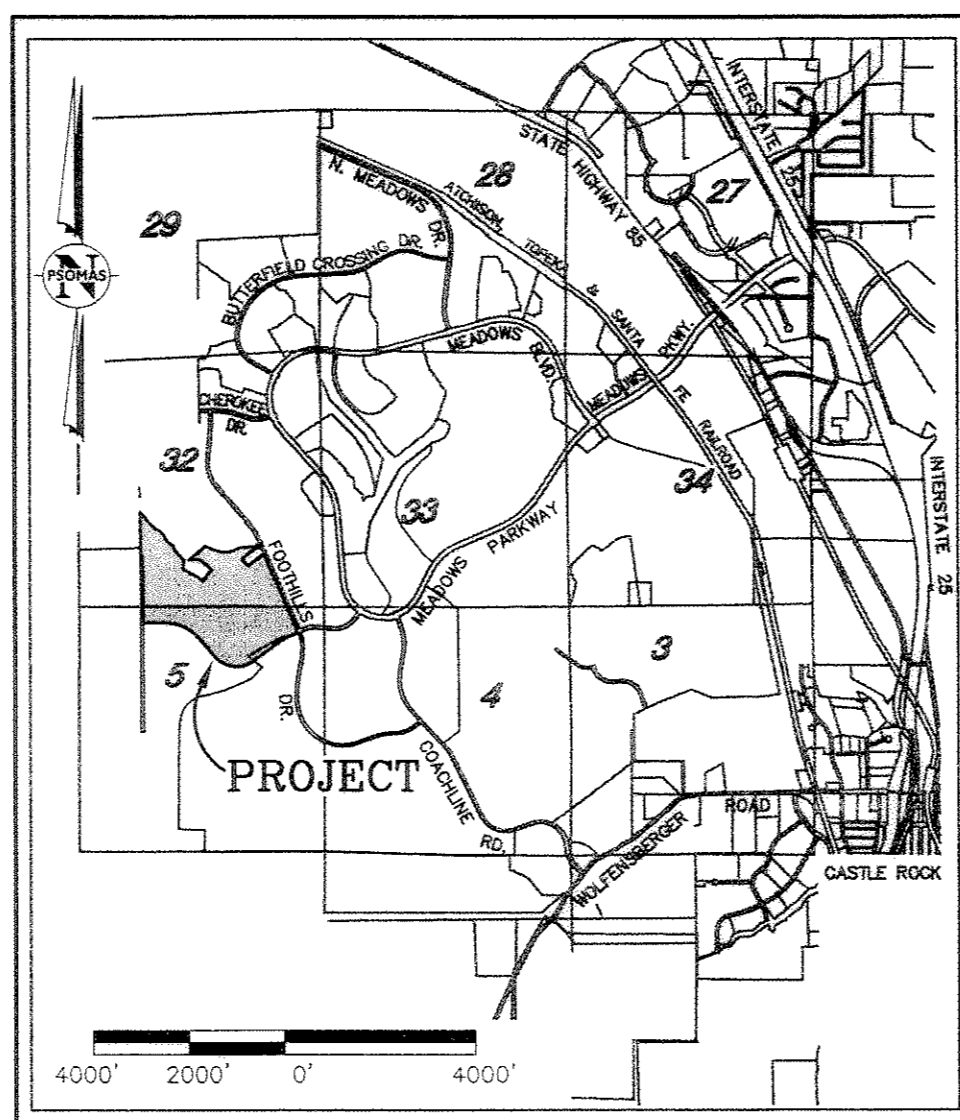 INTERSTATE 25
STATE HIGHWAY 85
28
27
N. MEADOWS DR.
ATCHISON, TOPEKA & SANTA FE RAILROAD
29
BUTTERFIELD CROSSING DR.
PSOMAS
N
MEADOWS BLVD.
MEADOWS PKWY.
CHEROKEE DR.
32
33
34
MEADOWS PARKWAY
INTERSTATE 25
FOOTHILLS DR.
5
4
3
PROJECT
COACHLINE RD.
WOLFENSBERGER ROAD
CASTLE ROCK
4000' 2000' 0' 4000'